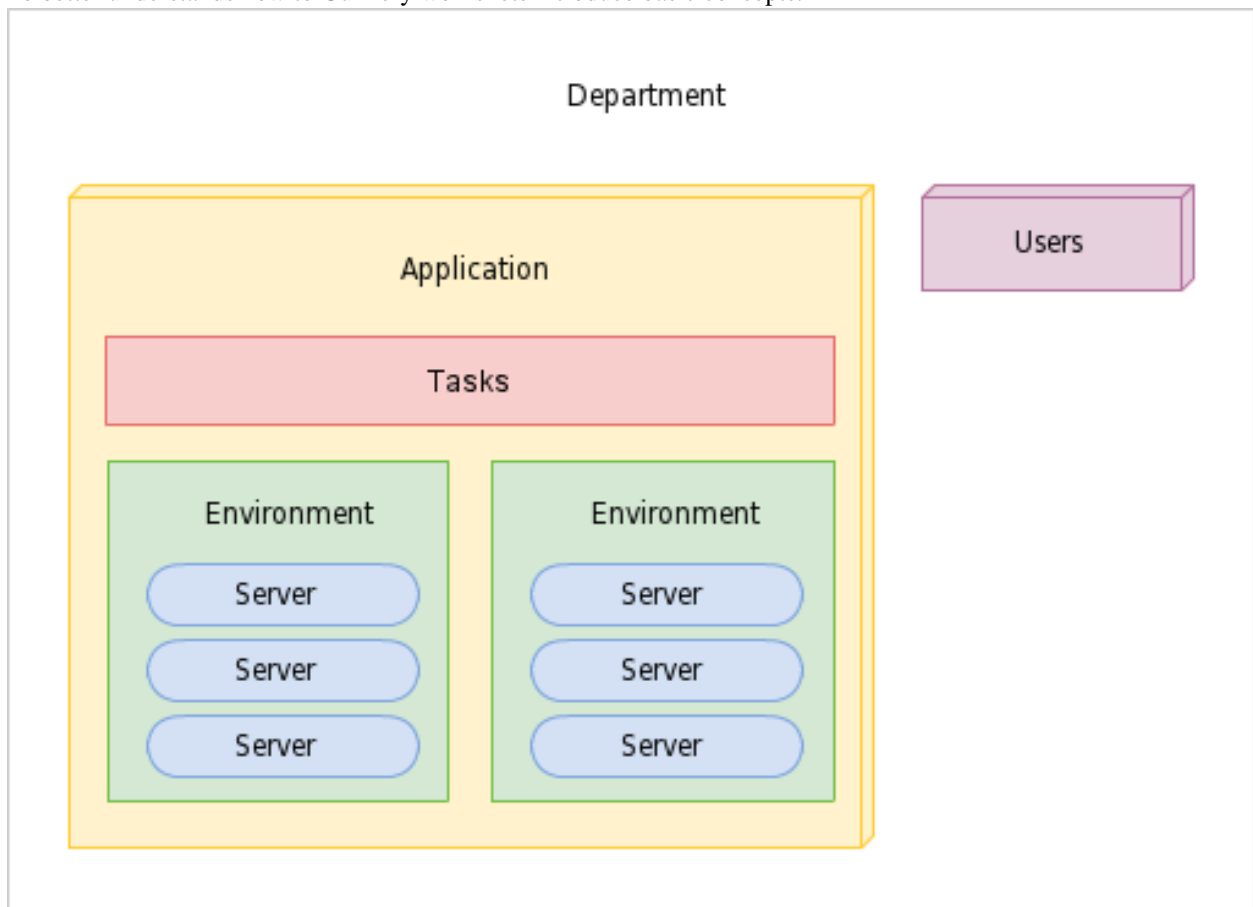 Department
Users
Application
Tasks
Environment
Environment
Server
Server
Server
Server
Server
Server